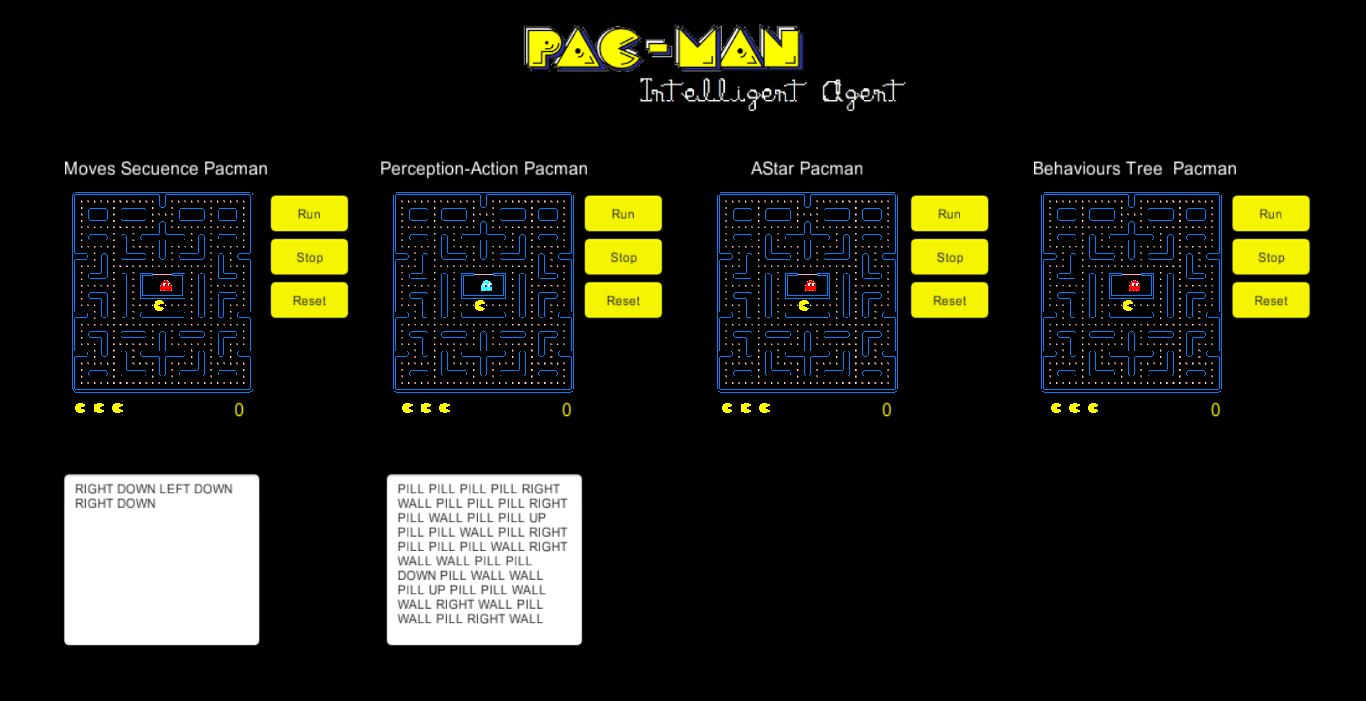 PAC-MAN
Intelligent Agent
Moves Secuence Pacman
Perception-Action Pacman
AStar Pacman
Behaviours Tree  Pacman
Run
Stop
Reset
Run
Stop
Reset
Run
Stop
Reset
Run
Stop
Reset
0
0
0
0
RIGHT DOWN LEFT DOWN
RIGHT DOWN
PILL PILL PILL PILL RIGHT
WALL PILL PILL PILL RIGHT
PILL WALL PILL PILL UP
PILL PILL WALL PILL RIGHT
PILL PILL PILL WALL RIGHT
WALL WALL PILL PILL
DOWN PILL WALL WALL
PILL UP PILL PILL WALL
WALL RIGHT WALL PILL
WALL PILL RIGHT WALL